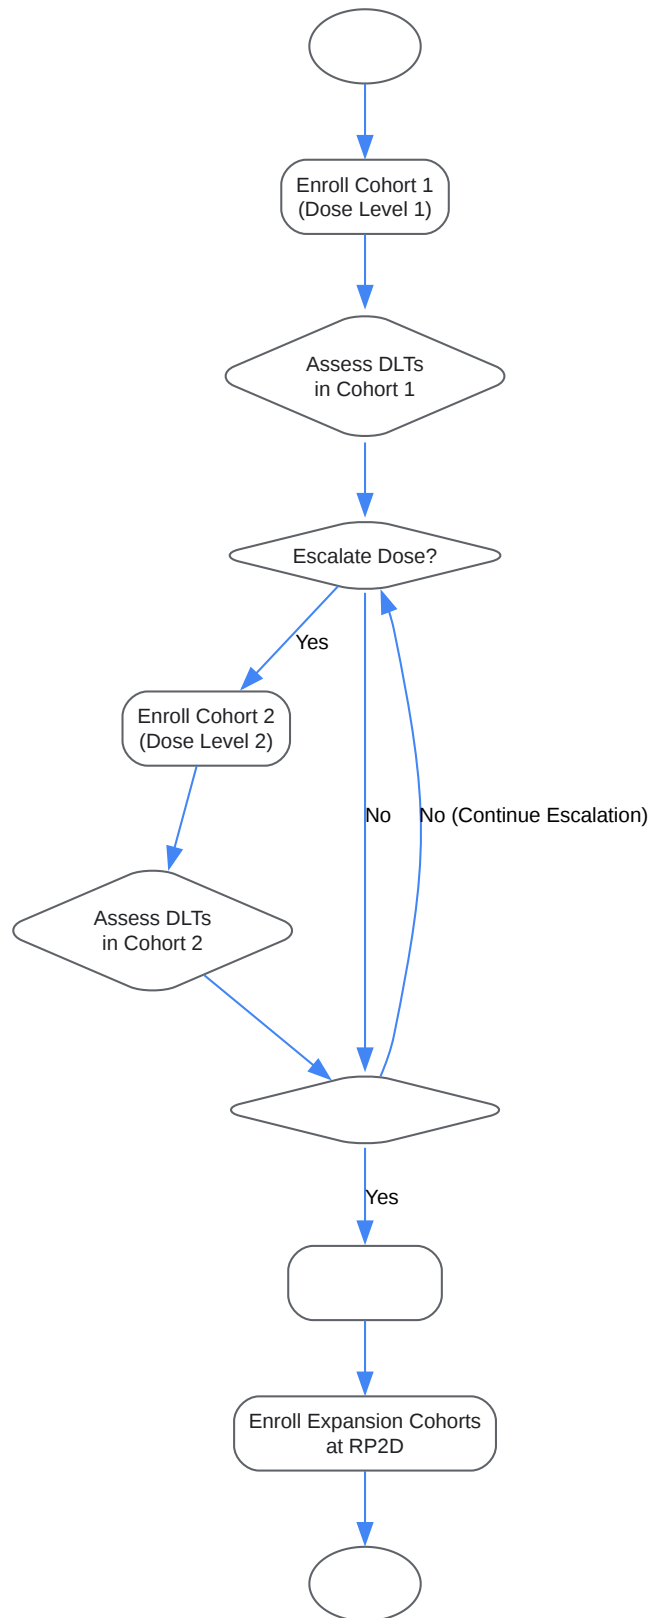 Enroll Cohort 1
(Dose Level 1)
Assess DLTs
in Cohort 1
Escalate Dose?
Yes
Enroll Cohort 2
(Dose Level 2)
No
No (Continue Escalation)
Assess DLTs
in Cohort 2
Yes
Enroll Expansion Cohorts
at RP2D